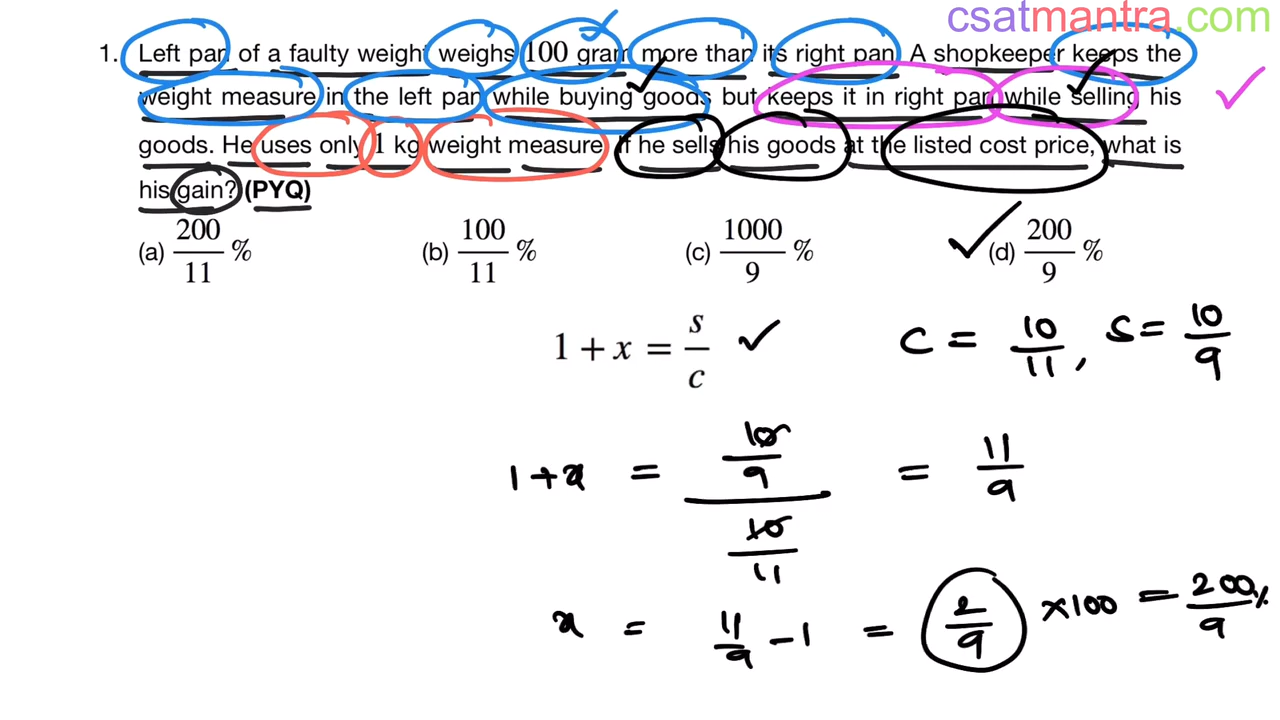 csatmantra.com
1. Left pan of a faulty weight weighs 100 gram more than its right pan. A shopkeeper keeps the
weight measure in the left pan while buying goods but keeps it in right pan while selling his
goods. He uses only 1 kg weight measure. If he sells his goods at the listed cost price, what is
his gain? (PYQ)
(a) 200/11 % (b) 100/11 % (c) 1000/9 % (d) 200/9 %
1 + x = s/c C = 10/11, S = 10/9
1 + x = (10/9)/(10/11) = 11/9
x = 11/9 - 1 = 2/9 × 100 = 200/9 %